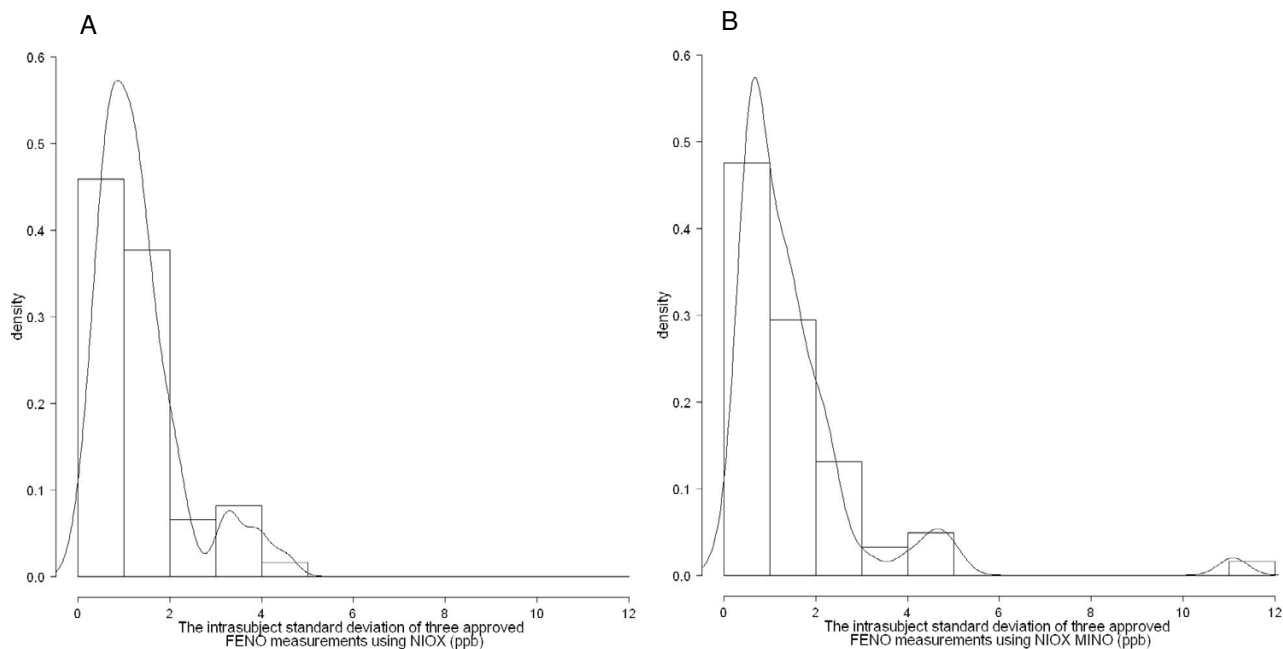 A
0.6
0.5
0.4
0.3
0.2
0.1
0.0
density
0 2 4 6 8 10 12
The intrasubject standard deviation of three approved
FENO measurements using NIOX (ppb)
B
0.6
0.5
0.4
0.3
0.2
0.1
0.0
density
0 2 4 6 8 10 12
The intrasubject standard deviation of three approved
FENO measurements using NIOX MINO (ppb)